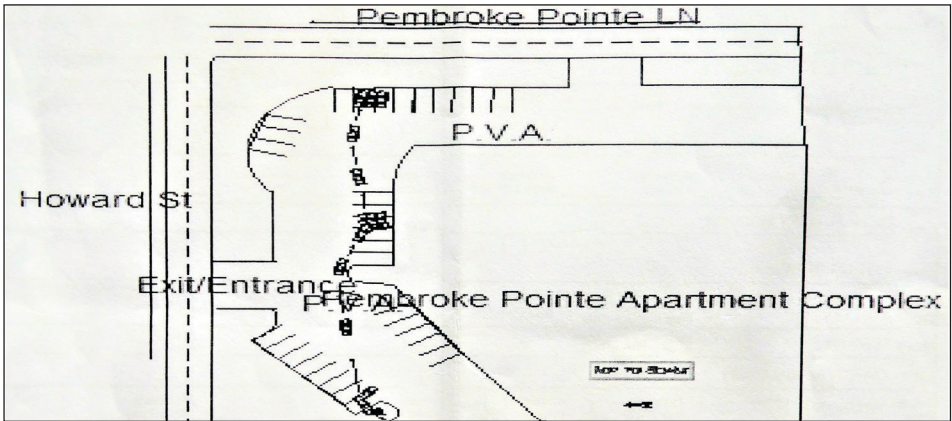 Pembroke Pointe LN
P.V.A.
Howard St
Exit/Entrance
Pembroke Pointe Apartment Complex